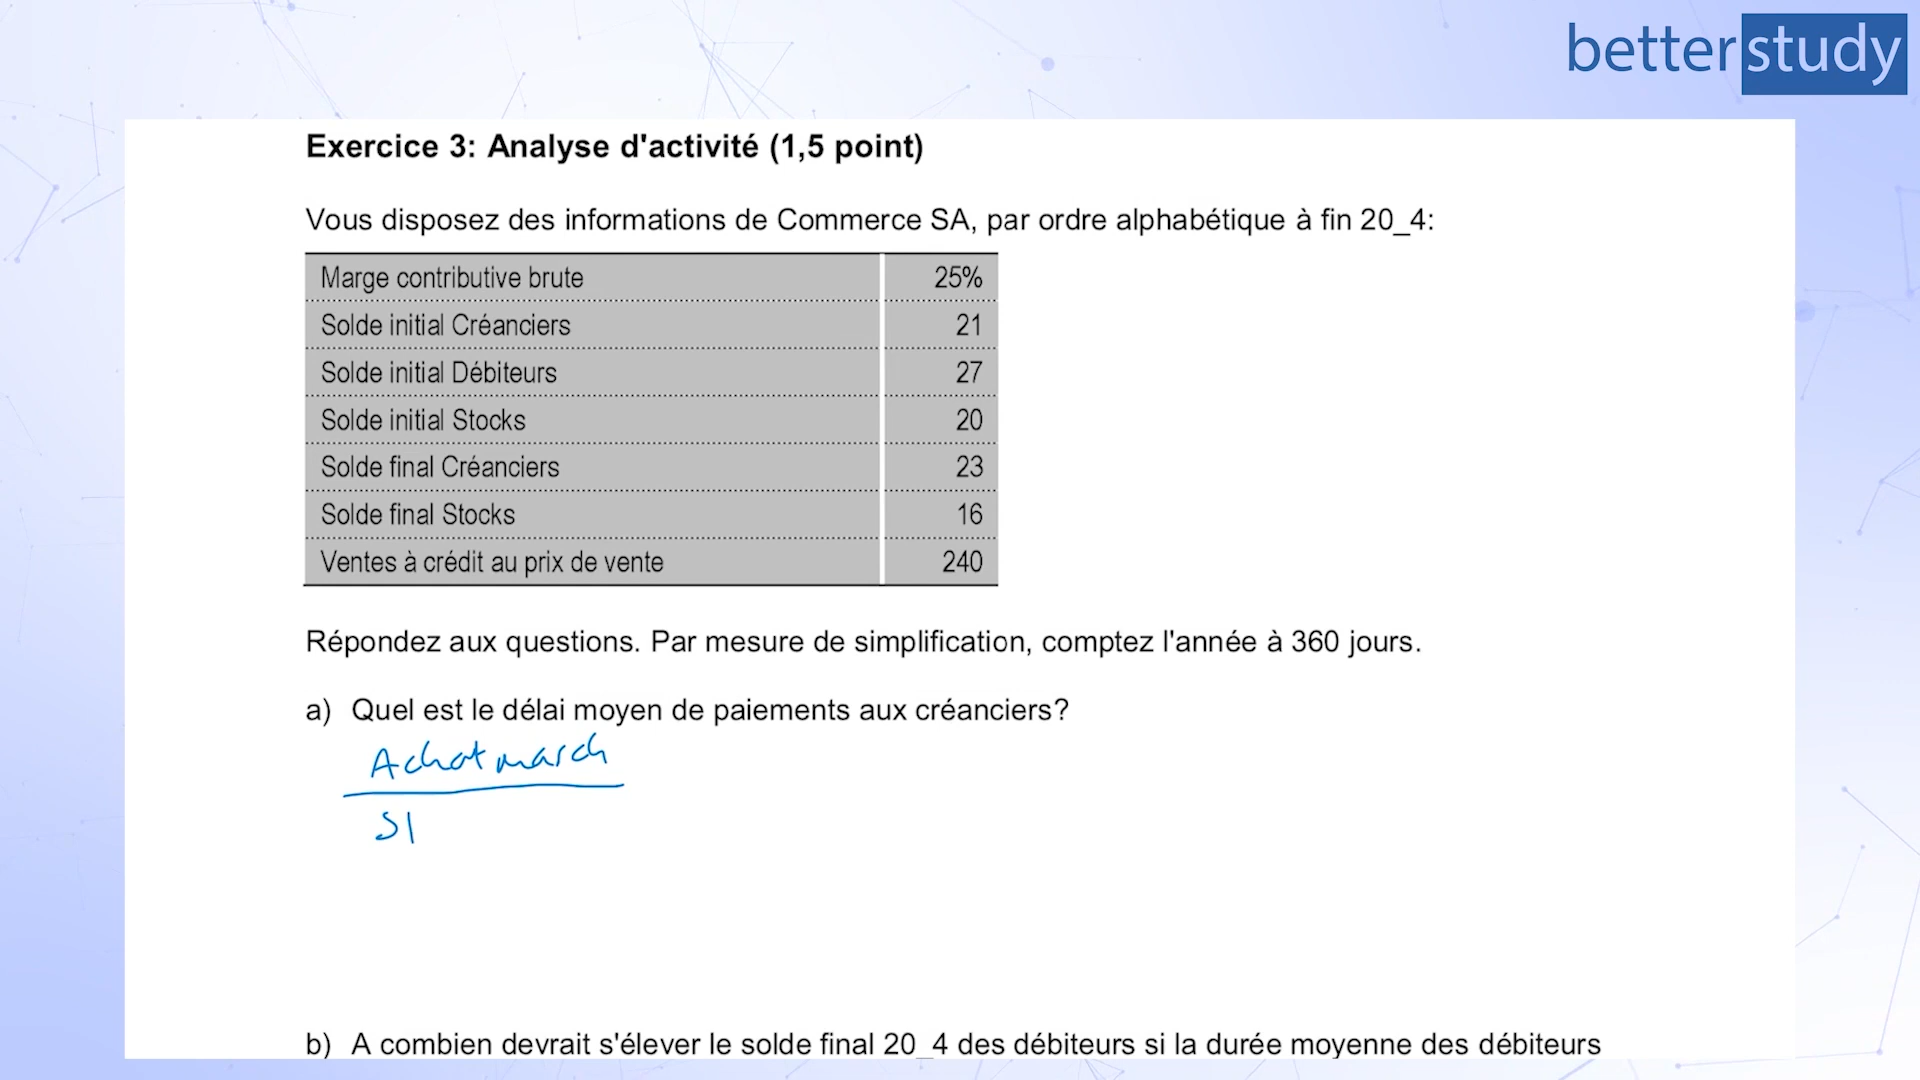 betterstudy
Exercice 3: Analyse d'activité (1,5 point)
Vous disposez des informations de Commerce SA, par ordre alphabétique à fin 20_4:
Marge contributive brute 25%
Solde initial Créanciers 21
Solde initial Débiteurs 27
Solde initial Stocks 20
Solde final Créanciers 23
Solde final Stocks 16
Ventes à crédit au prix de vente 240
Répondez aux questions. Par mesure de simplification, comptez l'année à 360 jours.
a) Quel est le délai moyen de paiements aux créanciers?
Achat march
SI
b) A combien devrait s'élever le solde final 20_4 des débiteurs si la durée moyenne des débiteurs